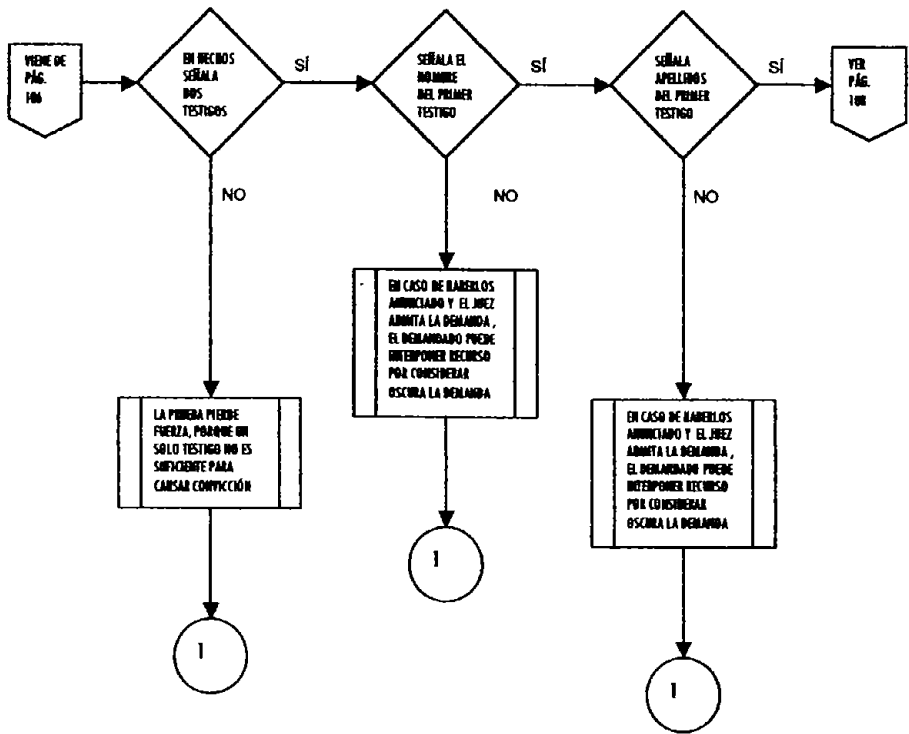 VIENE DE
PÁG.
106
EN HECHOS
SEÑALA
DOS
TESTIGOS
SÍ
SEÑALA EL
NOMBRE
DEL PRIMER
TESTIGO
SÍ
SEÑALA
APELLIDOS
DEL PRIMER
TESTIGO
SÍ
VER
PÁG.
108
NO
NO
NO
EN CASO DE HABERLOS
ANUNCIADO Y EL JUEZ
ADMITA LA DEMANDA ,
EL DEMANDADO PUEDE
INTERPONER RECURSO
POR CONSIDERAR
OSCURA LA DEMANDA
LA PRUEBA PIERDE
FUERZA, PORQUE UN
SOLO TESTIGO NO ES
SUFICIENTE PARA
CAUSAR CONVICCIÓN
EN CASO DE HABERLOS
ANUNCIADO Y EL JUEZ
ADMITA LA DEMANDA ,
EL DEMANDADO PUEDE
INTERPONER RECURSO
POR CONSIDERAR
OSCURA LA DEMANDA
1
1
1